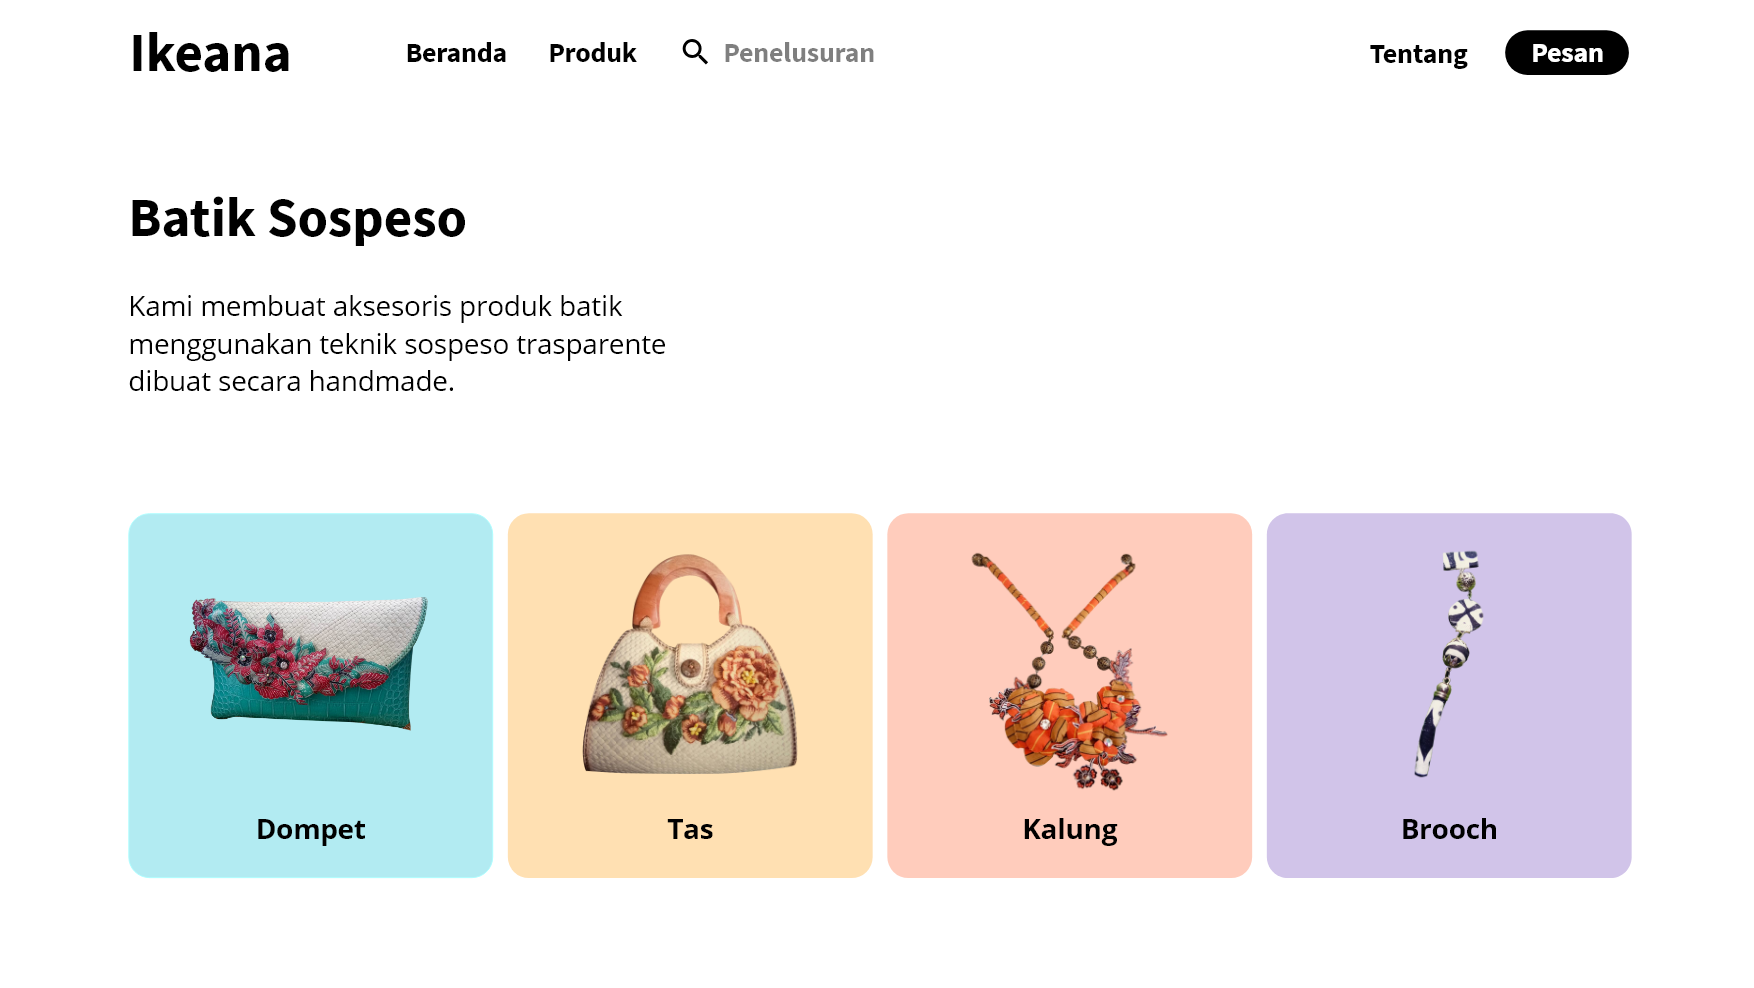 Ikeana
Beranda
Produk
Penelusuran
Tentang
Pesan
Batik Sospeso
Kami membuat aksesoris produk batik
menggunakan teknik sospeso trasparente
dibuat secara handmade.
Dompet
Tas
Kalung
Brooch